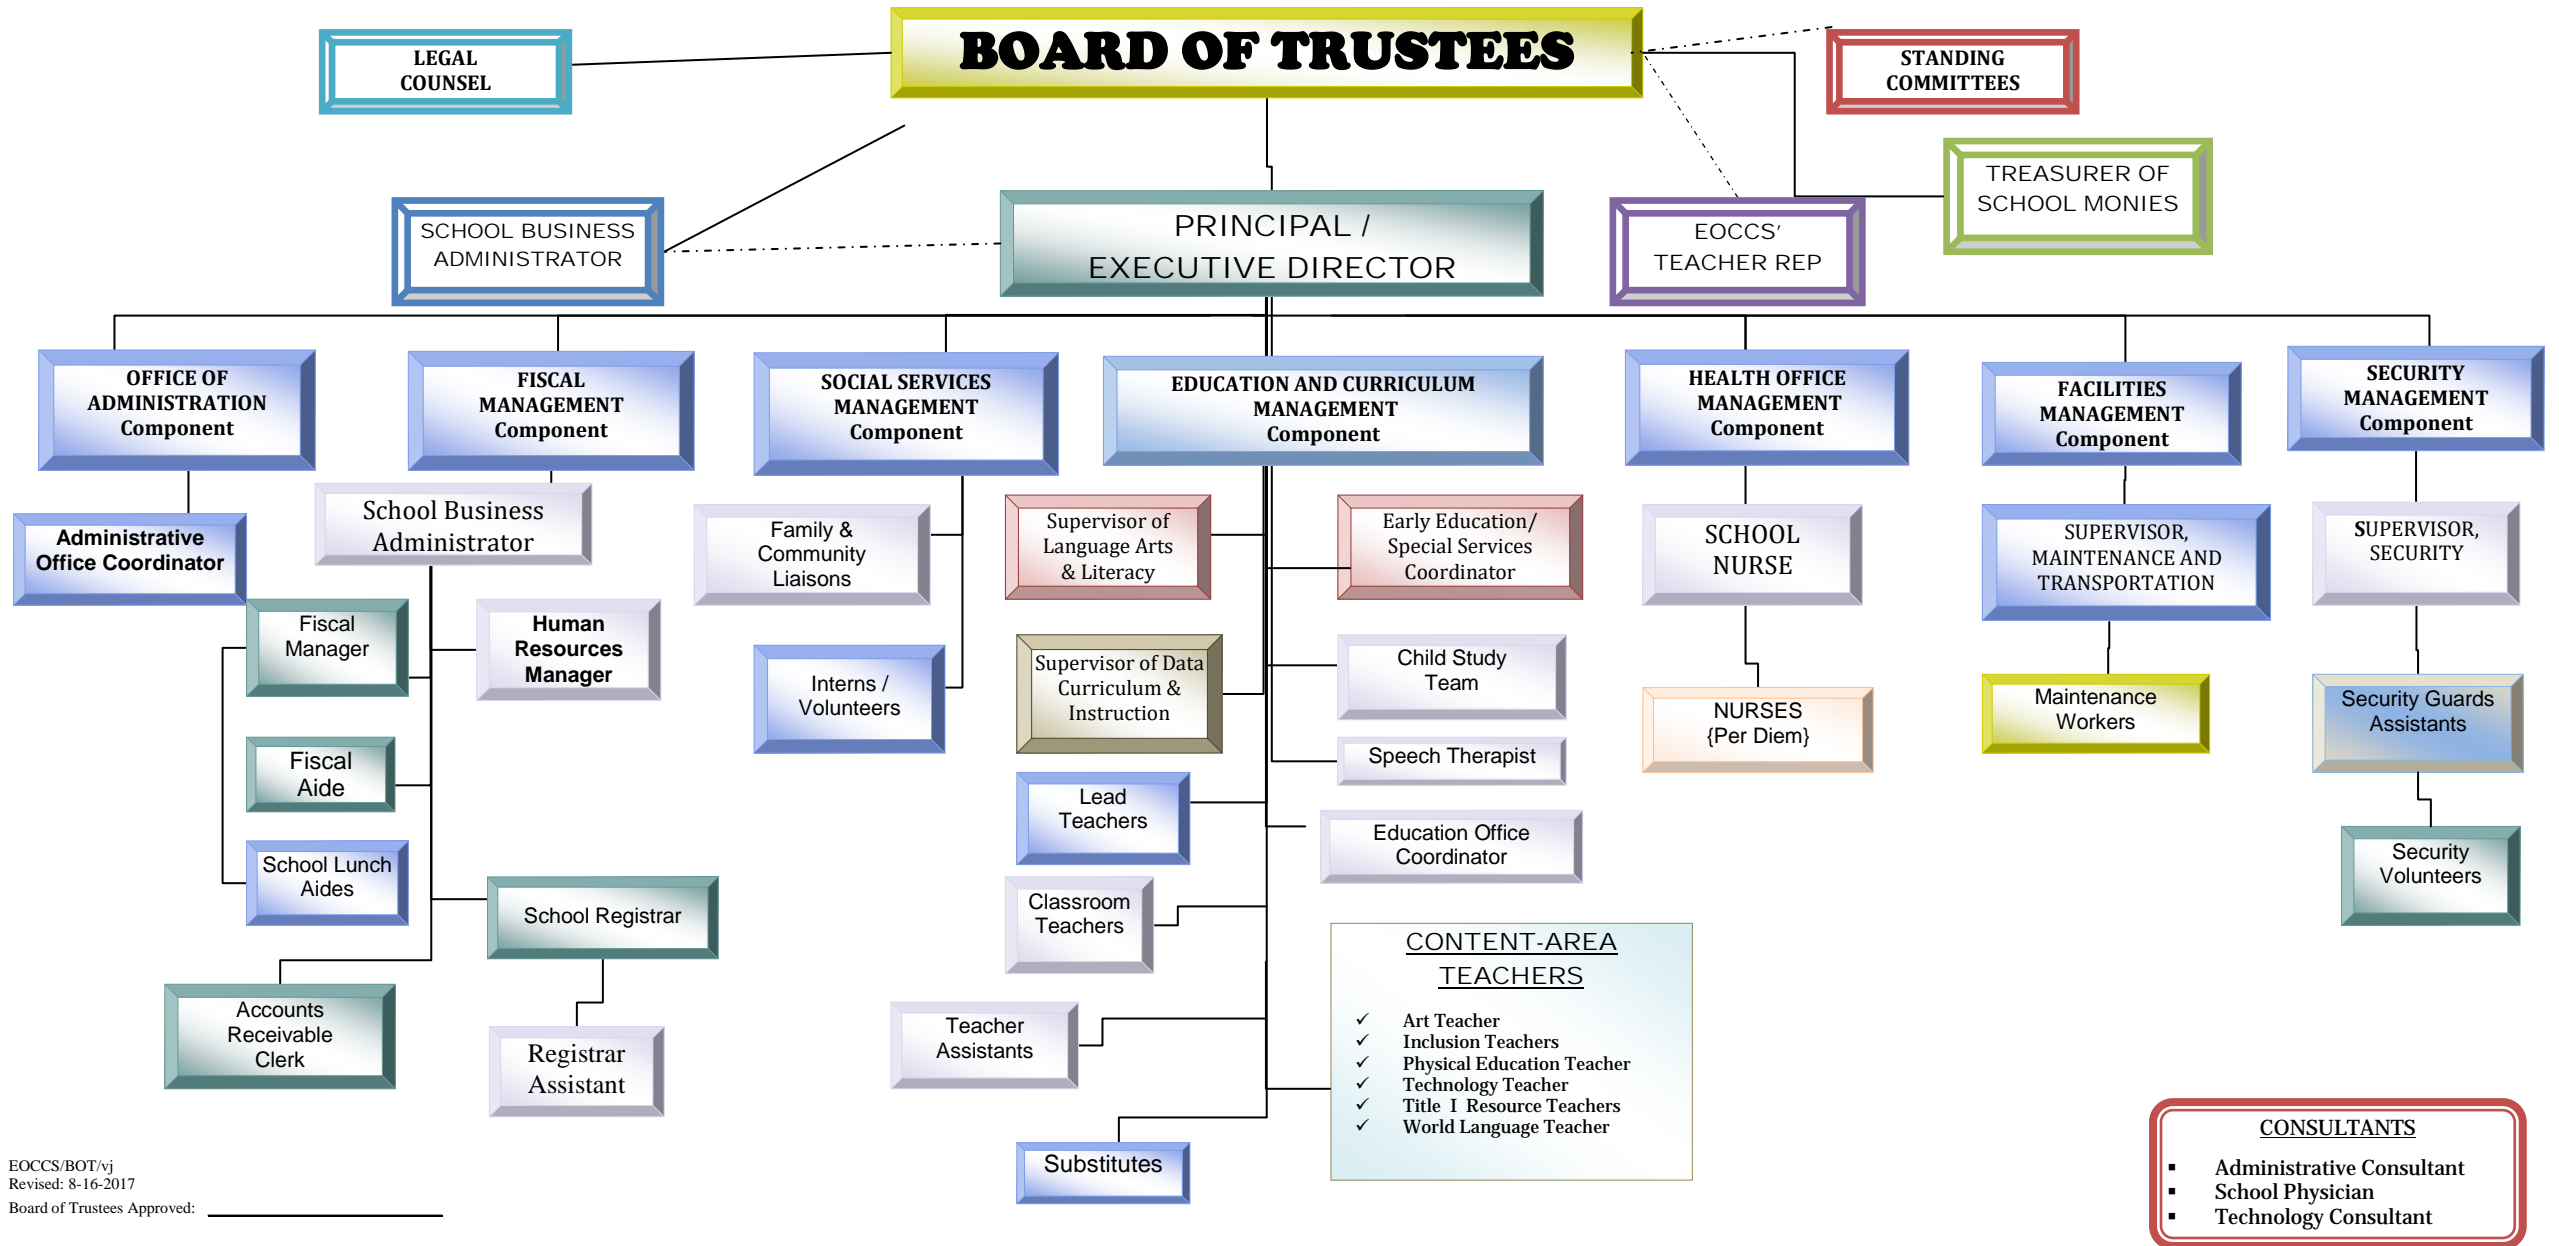 BOARD OF TRUSTEES
LEGAL
COUNSEL
STANDING
COMMITTEES
TREASURER OF
SCHOOL MONIES
SCHOOL BUSINESS
ADMINISTRATOR
PRINCIPAL /
EXECUTIVE DIRECTOR
EOCCS'
TEACHER REP
OFFICE OF
ADMINISTRATION
Component
FISCAL
MANAGEMENT
Component
SOCIAL SERVICES
MANAGEMENT
Component
EDUCATION AND CURRICULUM
MANAGEMENT
Component
HEALTH OFFICE
MANAGEMENT
Component
FACILITIES
MANAGEMENT
Component
SECURITY
MANAGEMENT
Component
Administrative
Office Coordinator
School Business
Administrator
Fiscal
Manager
Human
Resources
Manager
Fiscal
Aide
School Lunch
Aides
School Registrar
Accounts
Receivable
Clerk
Registrar
Assistant
Family &
Community
Liaisons
Interns /
Volunteers
Supervisor of
Language Arts
& Literacy
Early Education/
Special Services
Coordinator
Supervisor of Data
Curriculum &
Instruction
Child Study
Team
Speech Therapist
Lead
Teachers
Education Office
Coordinator
Classroom
Teachers
Teacher
Assistants
Substitutes
CONTENT-AREA
TEACHERS
✓ Art Teacher
✓ Inclusion Teachers
✓ Physical Education Teacher
✓ Technology Teacher
✓ Title I Resource Teachers
✓ World Language Teacher
SCHOOL
NURSE
NURSES
{Per Diem}
SUPERVISOR,
MAINTENANCE AND
TRANSPORTATION
Maintenance
Workers
SUPERVISOR,
SECURITY
Security Guards
Assistants
Security
Volunteers
CONSULTANTS
▪ Administrative Consultant
▪ School Physician
▪ Technology Consultant
EOCCS/BOT/vj
Revised: 8-16-2017
Board of Trustees Approved: